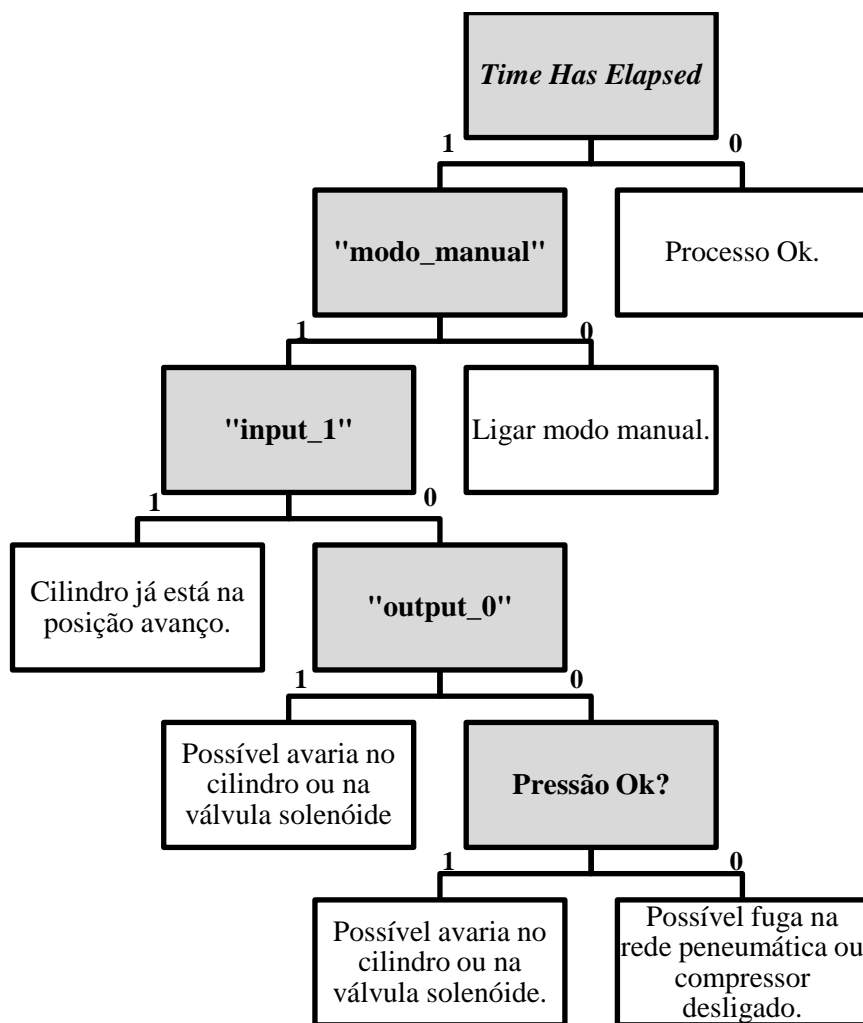 Time Has Elapsed
1
0
"modo_manual"
Processo Ok.
1
0
"input_1"
Ligar modo manual.
1
0
Cilindro já está na
posição avanço.
"output_0"
1
0
Possível avaria no
cilindro ou na
válvula solenóide
Pressão Ok?
1
0
Possível avaria no
cilindro ou na
válvula solenóide.
Possível fuga na
rede peneumática ou
compressor
desligado.